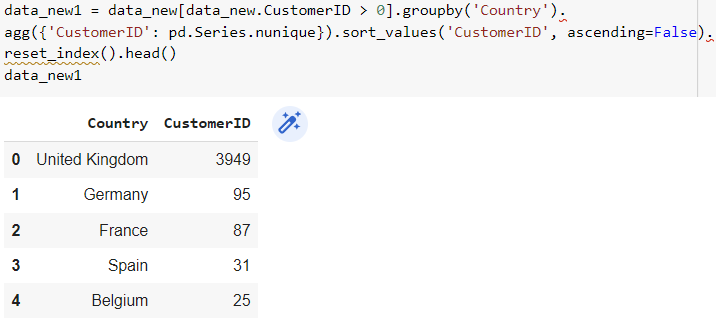 data_new1 = data_new[data_new.CustomerID > 0].groupby('Country').
agg({'CustomerID': pd.Series.nunique}).sort_values('CustomerID', ascending=False).
reset_index().head()
data_new1
Country CustomerID
0 United Kingdom 3949
1 Germany 95
2 France 87
3 Spain 31
4 Belgium 25